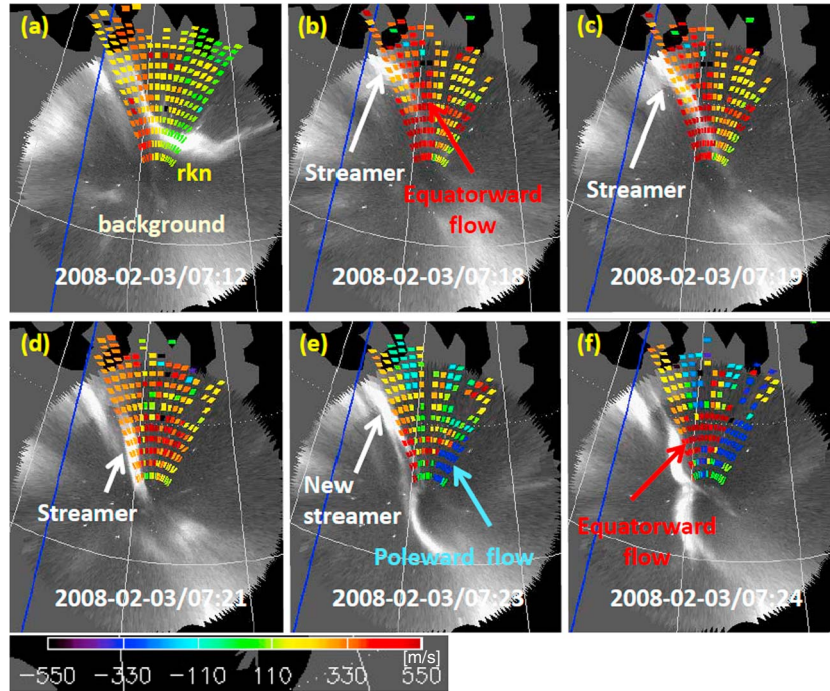 (a)
rkn
background
2008-02-03/07:12
(b)
Streamer
Equatorward
flow
2008-02-03/07:18
(c)
Streamer
2008-02-03/07:19
(d)
Streamer
2008-02-03/07:21
(e)
New
streamer
Poleward flow
2008-02-03/07:23
(f)
Equatorward
flow
2008-02-03/07:24
[m/s]
-550 -330 -110 110 330 550